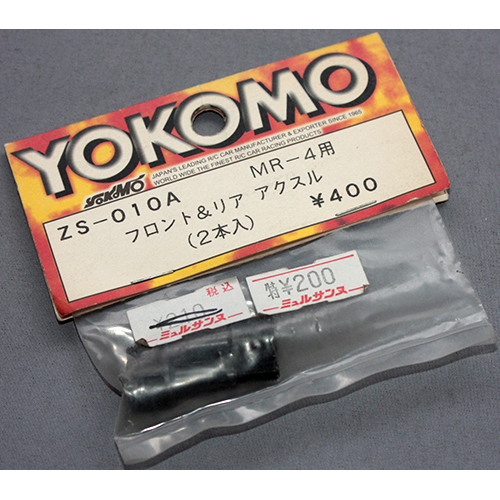 YOKOMO
JAPAN'S LEADING R/C CAR MANUFACTURER & EXPORTER SINCE 1965
WORLD WIDE THE FINEST R/C CAR RACING PRODUCTS
YOKOMO
ZS-010A
MR-4用
フロント&リア アクスル
(2本入)
¥400
税込
¥210
ミュルサンヌ
特¥200
ミュルサンヌ